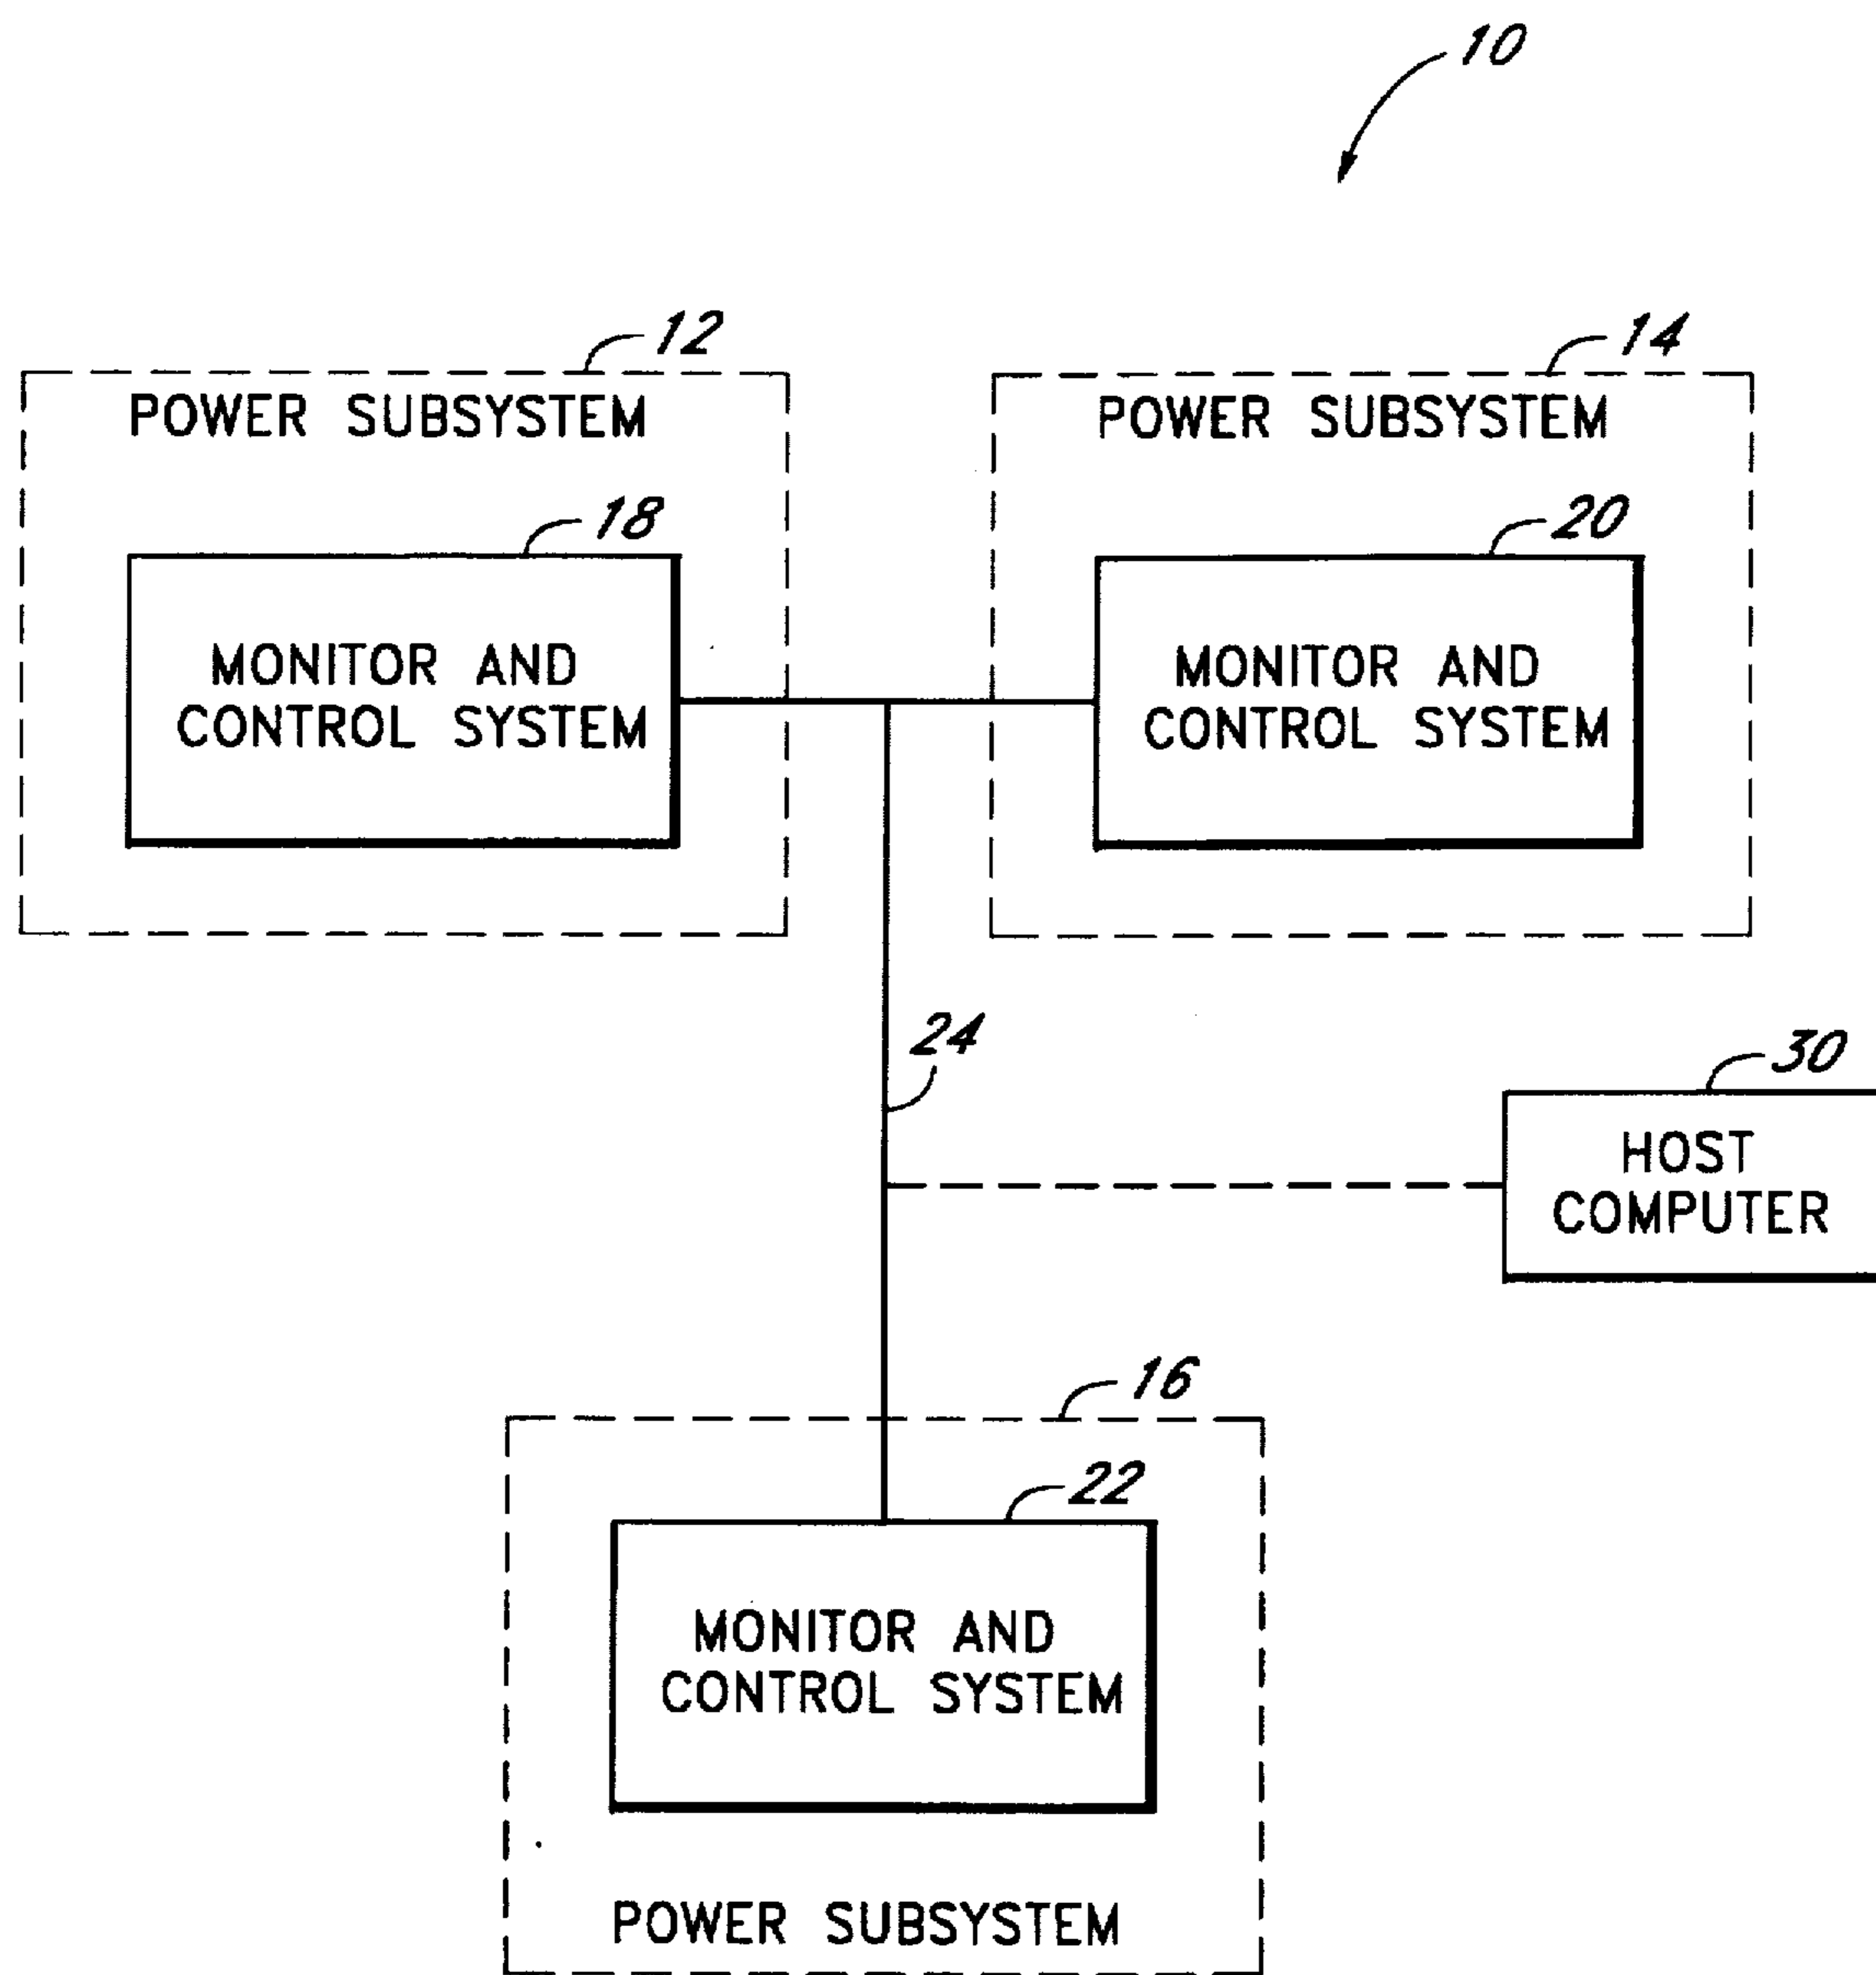 10
12
14
POWER SUBSYSTEM
POWER SUBSYSTEM
18
20
MONITOR AND
CONTROL SYSTEM
MONITOR AND
CONTROL SYSTEM
24
30
HOST
COMPUTER
16
22
MONITOR AND
CONTROL SYSTEM
POWER SUBSYSTEM